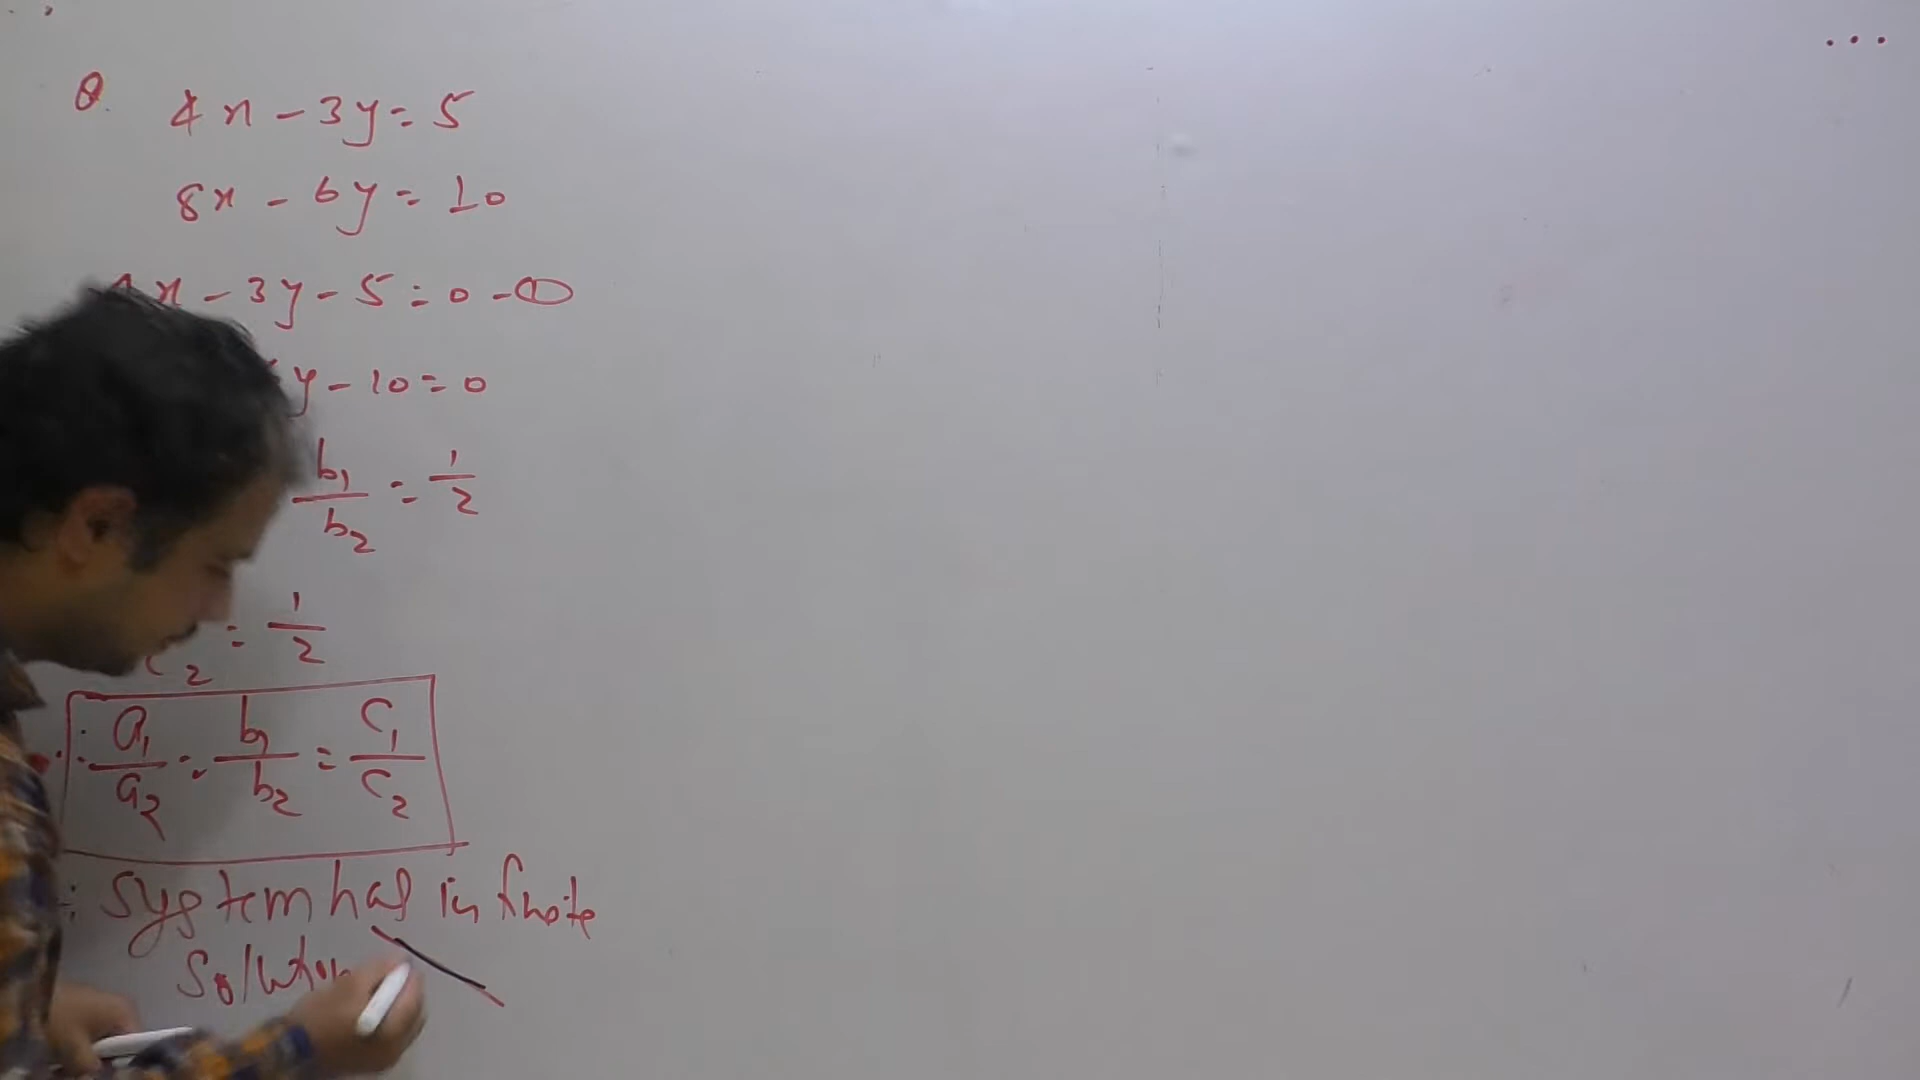 Q. 4x - 3y = 5
8x - 6y = 10
x - 3y - 5 = 0 - ①
y - 10 = 0
b₁/b₂ = 1/2
₂ = 1/2
∴ a₁/a₂ = b₁/b₂ = c₁/c₂
∴ system has infinite
Solution